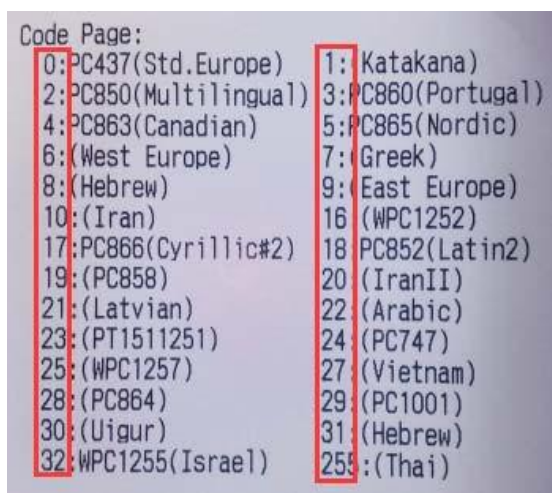 Code Page:
0:PC437(Std.Europe) 1:(Katakana)
2:PC850(Multilingual) 3:PC860(Portugal)
4:PC863(Canadian) 5:PC865(Nordic)
6:(West Europe) 7:(Greek)
8:(Hebrew) 9:(East Europe)
10:(Iran) 16:(WPC1252)
17:PC866(Cyrillic#2) 18:PC852(Latin2)
19:(PC858) 20:(IranII)
21:(Latvian) 22:(Arabic)
23:(PT1511251) 24:(PC747)
25:(WPC1257) 27:(Vietnam)
28:(PC864) 29:(PC1001)
30:(Uigur) 31:(Hebrew)
32:WPC1255(Israel) 255:(Thai)